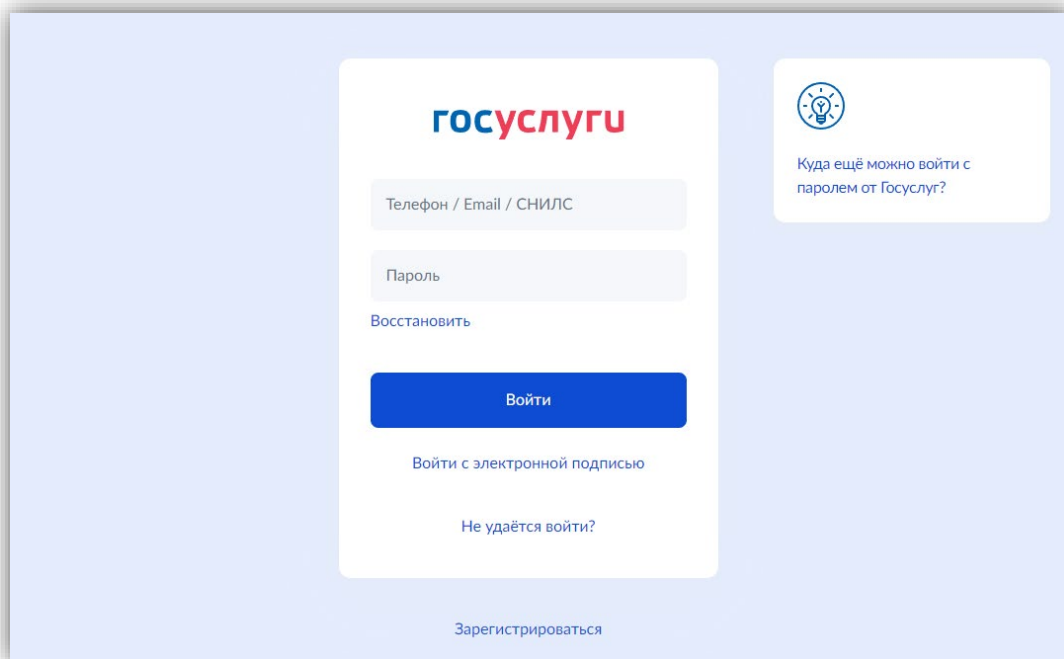 госуслуги
Телефон / Email / СНИЛС
Пароль
Восстановить
Войти
Войти с электронной подписью
Не удаётся войти?
Зарегистрироваться
Куда ещё можно войти с
паролем от Госуслуг?